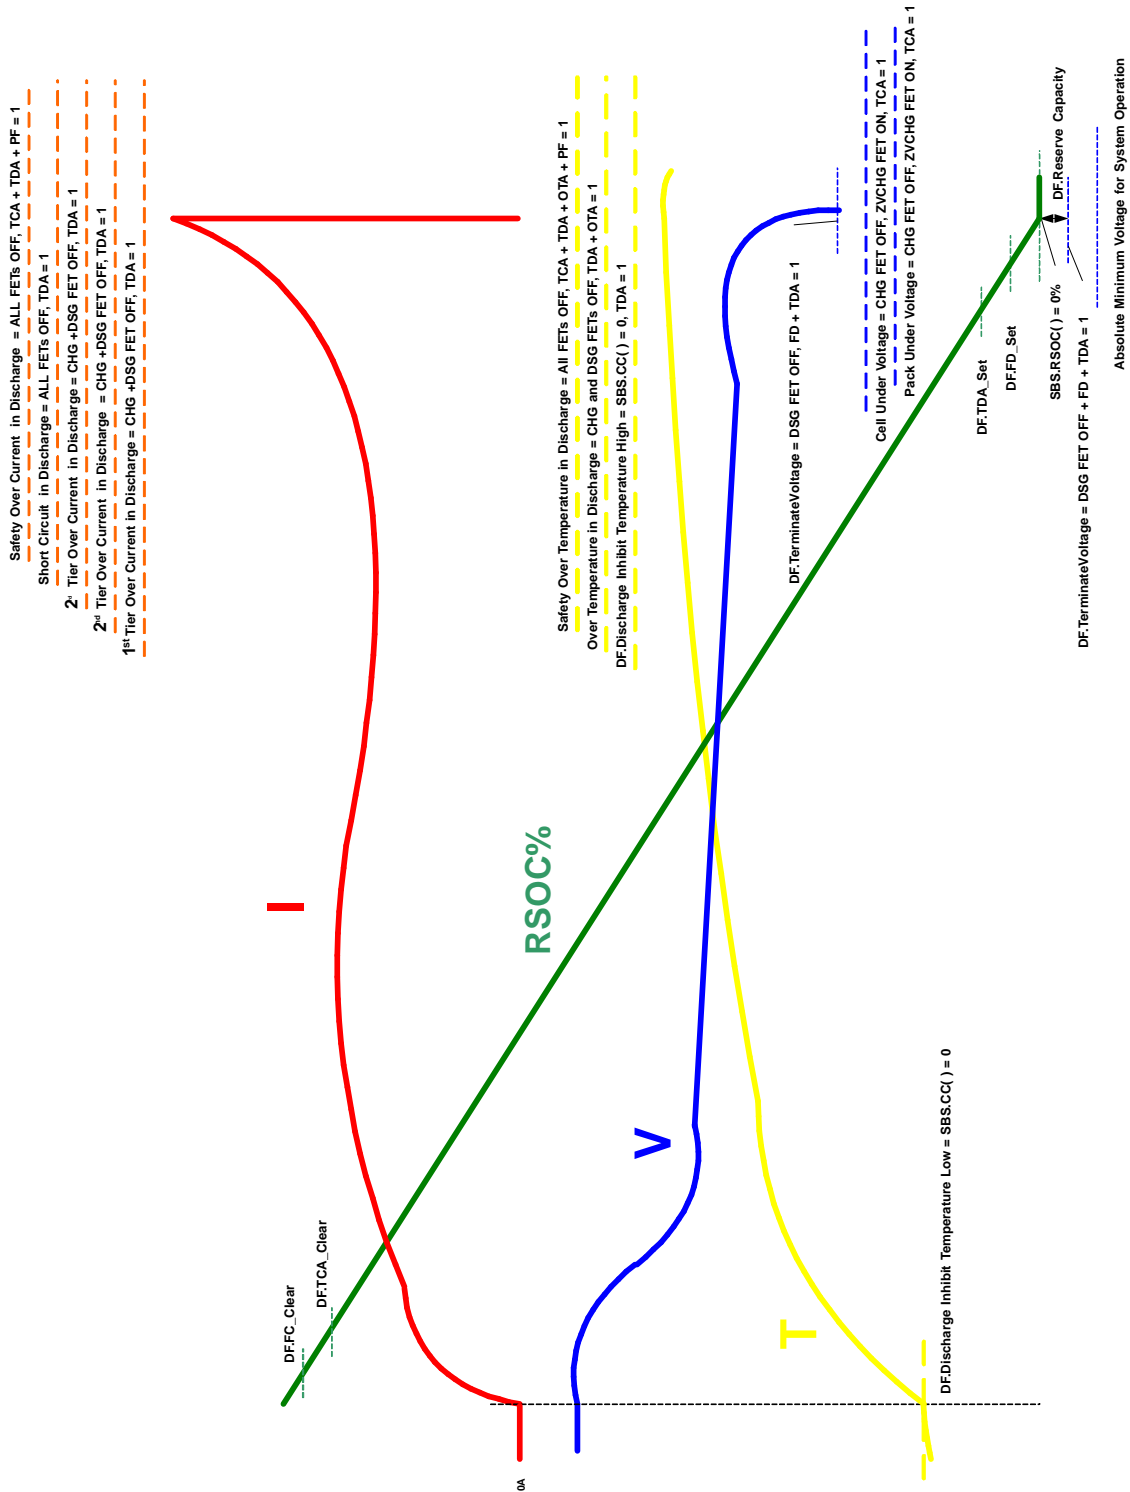 Safety Over Current in Discharge = ALL FETs OFF, TCA + TDA + PF = 1
Short Circuit in Discharge = ALL FETs OFF, TDA = 1
2d Tier Over Current in Discharge = CHG +DSG FET OFF, TDA = 1
2nd Tier Over Current in Discharge = CHG +DSG FET OFF, TDA = 1
1st Tier Over Current in Discharge = CHG +DSG FET OFF, TDA = 1
I
DF.FC_Clear
DF.TCA_Clear
0A
RSOC%
Safety Over Temperature in Discharge = All FETs OFF, TCA + TDA + OTA + PF = 1
Over Temperature in Discharge = CHG and DSG FETs OFF, TDA + OTA = 1
DF.Discharge Inhibit Temperature High = SBS.CC( ) = 0, TDA = 1
V
T
DF.TerminateVoltage = DSG FET OFF, FD + TDA = 1
Cell Under Voltage = CHG FET OFF, ZVCHG FET ON, TCA = 1
Pack Under Voltage = CHG FET OFF, ZVCHG FET ON, TCA = 1
DF.Discharge Inhibit Temperature Low = SBS.CC( ) = 0
DF.TDA_Set
DF.FD_Set
SBS.RSOC( ) = 0%
DF.Reserve Capacity
DF.TerminateVoltage = DSG FET OFF + FD + TDA = 1
Absolute Minimum Voltage for System Operation